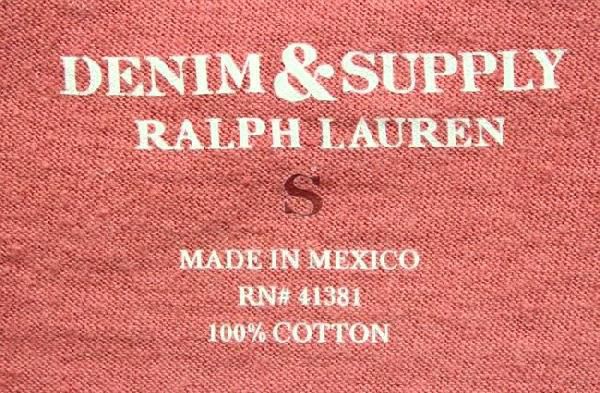 DENIM&SUPPLY
RALPH LAUREN
S
MADE IN MEXICO
RN# 41381
100% COTTON